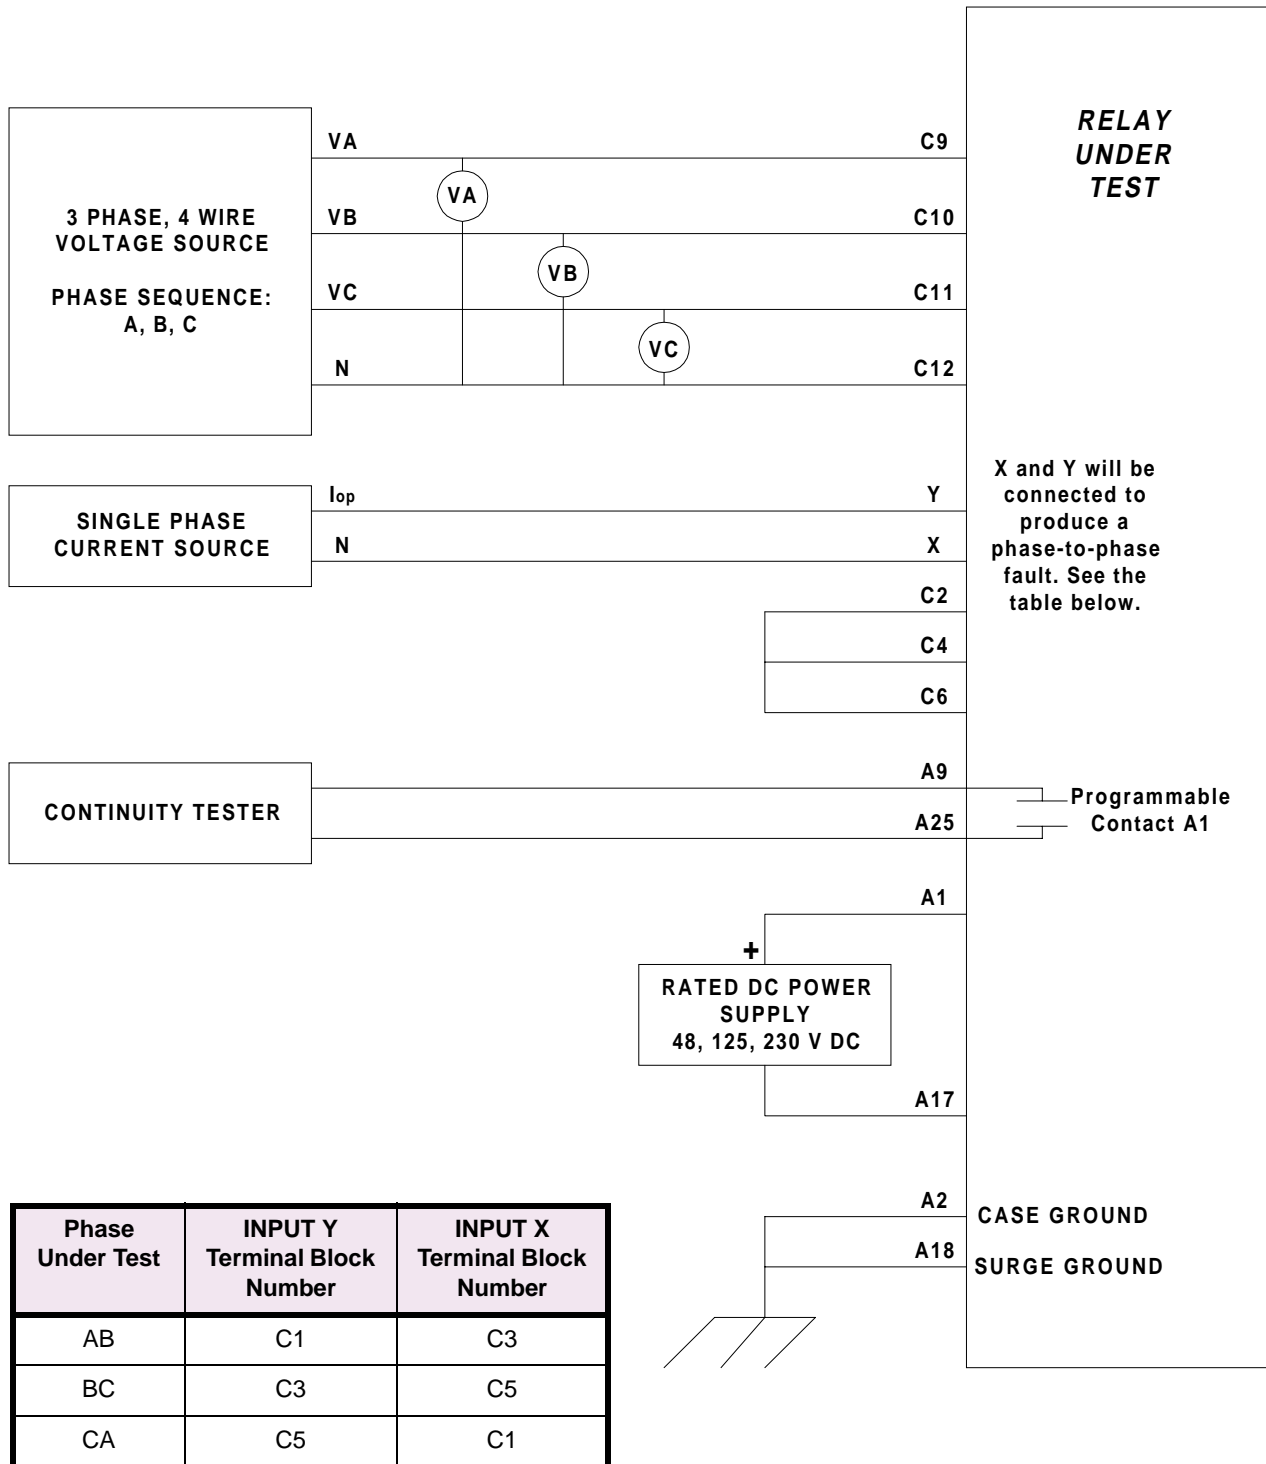 RELAY
UNDER
TEST
3 PHASE, 4 WIRE
VOLTAGE SOURCE
PHASE SEQUENCE:
A, B, C
VA
C9
VA
VB
C10
VB
VC
C11
VC
N
C12
SINGLE PHASE
CURRENT SOURCE
Iop
Y
N
X
X and Y will be
connected to
produce a
phase-to-phase
fault. See the
table below.
C2
C4
C6
CONTINUITY TESTER
A9
A25
Programmable
Contact A1
A1
+
RATED DC POWER
SUPPLY
48, 125, 230 V DC
A17
A2
CASE GROUND
A18
SURGE GROUND
Phase
Under Test
INPUT Y
Terminal Block
Number
INPUT X
Terminal Block
Number
AB C1 C3
BC C3 C5
CA C5 C1